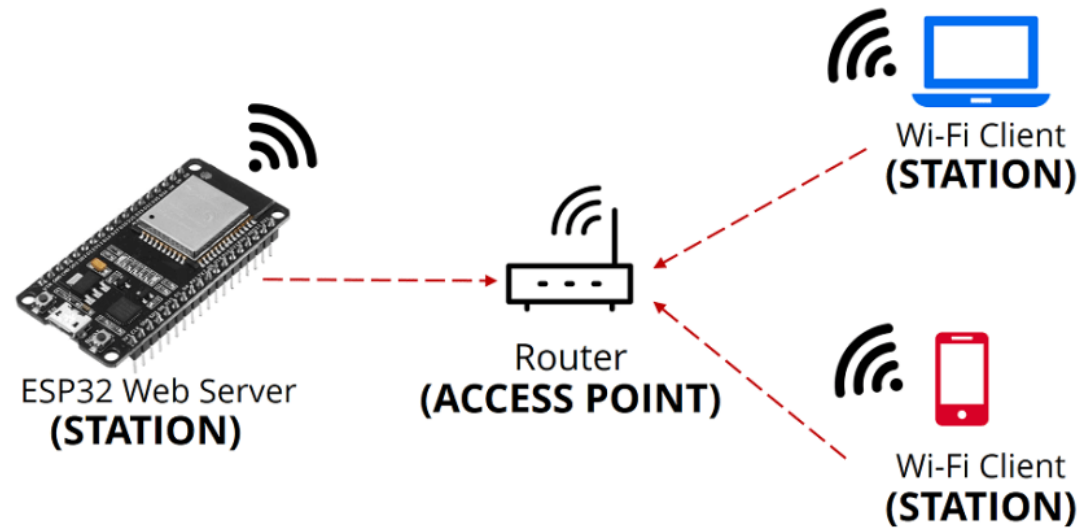 Wi-Fi Client
(STATION)
ESP32 Web Server
(STATION)
Router
(ACCESS POINT)
Wi-Fi Client
(STATION)